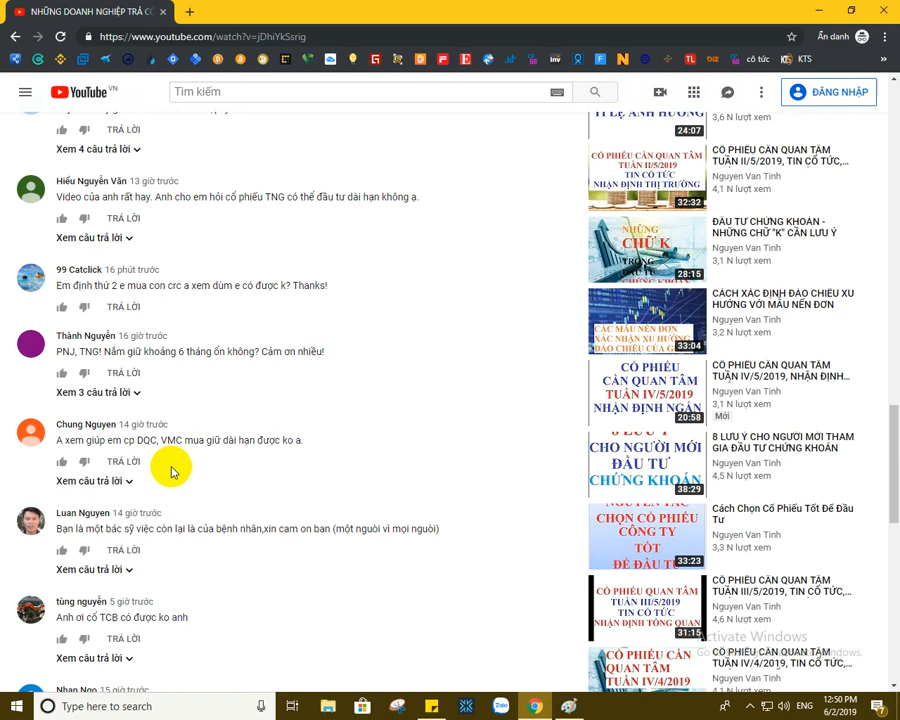 NHỮNG DOANH NGHIỆP TRẢ CỔ
https://www.youtube.com/watch?v=jDhiYkSsrig
Ẩn danh
cô tức
KTS
YouTube VN
Tìm kiếm
ĐĂNG NHẬP
TRẢ LỜI
Xem 4 câu trả lời
Hiếu Nguyễn Văn 13 giờ trước
Video của anh rất hay. Anh cho em hỏi cổ phiếu TNG có thể đầu tư dài hạn không ạ.
TRẢ LỜI
Xem câu trả lời
99 Catclick 16 phút trước
Em định thứ 2 e mua con crc a xem dùm e có được k? Thanks!
TRẢ LỜI
Thành Nguyễn 16 giờ trước
PNJ, TNG! Nắm giữ khoảng 6 tháng ổn không? Cảm ơn nhiều!
TRẢ LỜI
Xem 3 câu trả lời
Chung Nguyen 14 giờ trước
A xem giúp em cp DQC, VMC mua giữ dài hạn được ko a.
TRẢ LỜI
Xem câu trả lời
Luan Nguyen 14 giờ trước
Bạn là một bác sỹ việc còn lại là của bệnh nhân,xin cam on ban (một nguời vì mọi nguời)
TRẢ LỜI
Xem câu trả lời
tùng nguyễn 5 giờ trước
Anh ơi cổ TCB có được ko anh
TRẢ LỜI
Xem câu trả lời
Nhan Ngo 15 giờ trước
TỈ LỆ ẢNH HƯỞNG
24:07
3,6 N lượt xem
CỔ PHIẾU CẦN QUAN TÂM
TUẦN II/5/2019
TIN CỔ TỨC
NHẬN ĐỊNH THỊ TRƯỜNG
32:32
CỔ PHIẾU CẦN QUAN TÂM
TUẦN II/5/2019, TIN CỔ TỨC,...
Nguyen Van Tinh
4,1 N lượt xem
NHỮNG
CHỮ K
TRONG
28:15
ĐẦU TƯ CHỨNG KHOÁN -
NHỮNG CHỮ "K" CẦN LƯU Ý
Nguyen Van Tinh
3,1 N lượt xem
CÁC MẪU NẾN ĐƠN
XÁC NHẬN XU HƯỚNG
ĐẢO CHIỀU CỦA GIÁ
33:04
CÁCH XÁC ĐỊNH ĐẢO CHIỀU XU
HƯỚNG VỚI MẪU NẾN ĐƠN
Nguyen Van Tinh
3,2 N lượt xem
CỔ PHIẾU
CẦN QUAN TÂM
TUẦN IV/5/2019
NHẬN ĐỊNH NGẮN
20:58
CỔ PHIẾU CẦN QUAN TÂM
TUẦN IV/5/2019, NHẬN ĐỊNH...
Nguyen Van Tinh
3,1 N lượt xem
Mới
8 LƯU Ý
CHO NGƯỜI MỚI
ĐẦU TƯ
CHỨNG KHOÁN
38:29
8 LƯU Ý CHO NGƯỜI MỚI THAM
GIA ĐẦU TƯ CHỨNG KHOÁN
Nguyen Van Tinh
4,5 N lượt xem
NGUYÊN TẮC
CHỌN CỔ PHIẾU
CÔNG TY
TỐT
ĐỂ ĐẦU TƯ
33:23
Cách Chọn Cổ Phiếu Tốt Để Đầu
Tư
Nguyen Van Tinh
3,3 N lượt xem
CỔ PHIẾU CẦN QUAN TÂM
TUẦN III/5/2019
TIN CỔ TỨC
NHẬN ĐỊNH TỔNG QUAN
31:15
CỔ PHIẾU CẦN QUAN TÂM
TUẦN III/5/2019, TIN CỔ TỨC,...
Nguyen Van Tinh
4,6 N lượt xem
CỔ PHIẾU CẦN
QUAN TÂM
TUẦN IV/4/2019
CỔ PHIẾU CẦN QUAN TÂM
TUẦN IV/4/2019, TIN CỔ TỨC,...
Nguyen Van Tinh
4,1 N lượt xem
Activate Windows
Type here to search
Zalo
12:50 PM
6/2/2019